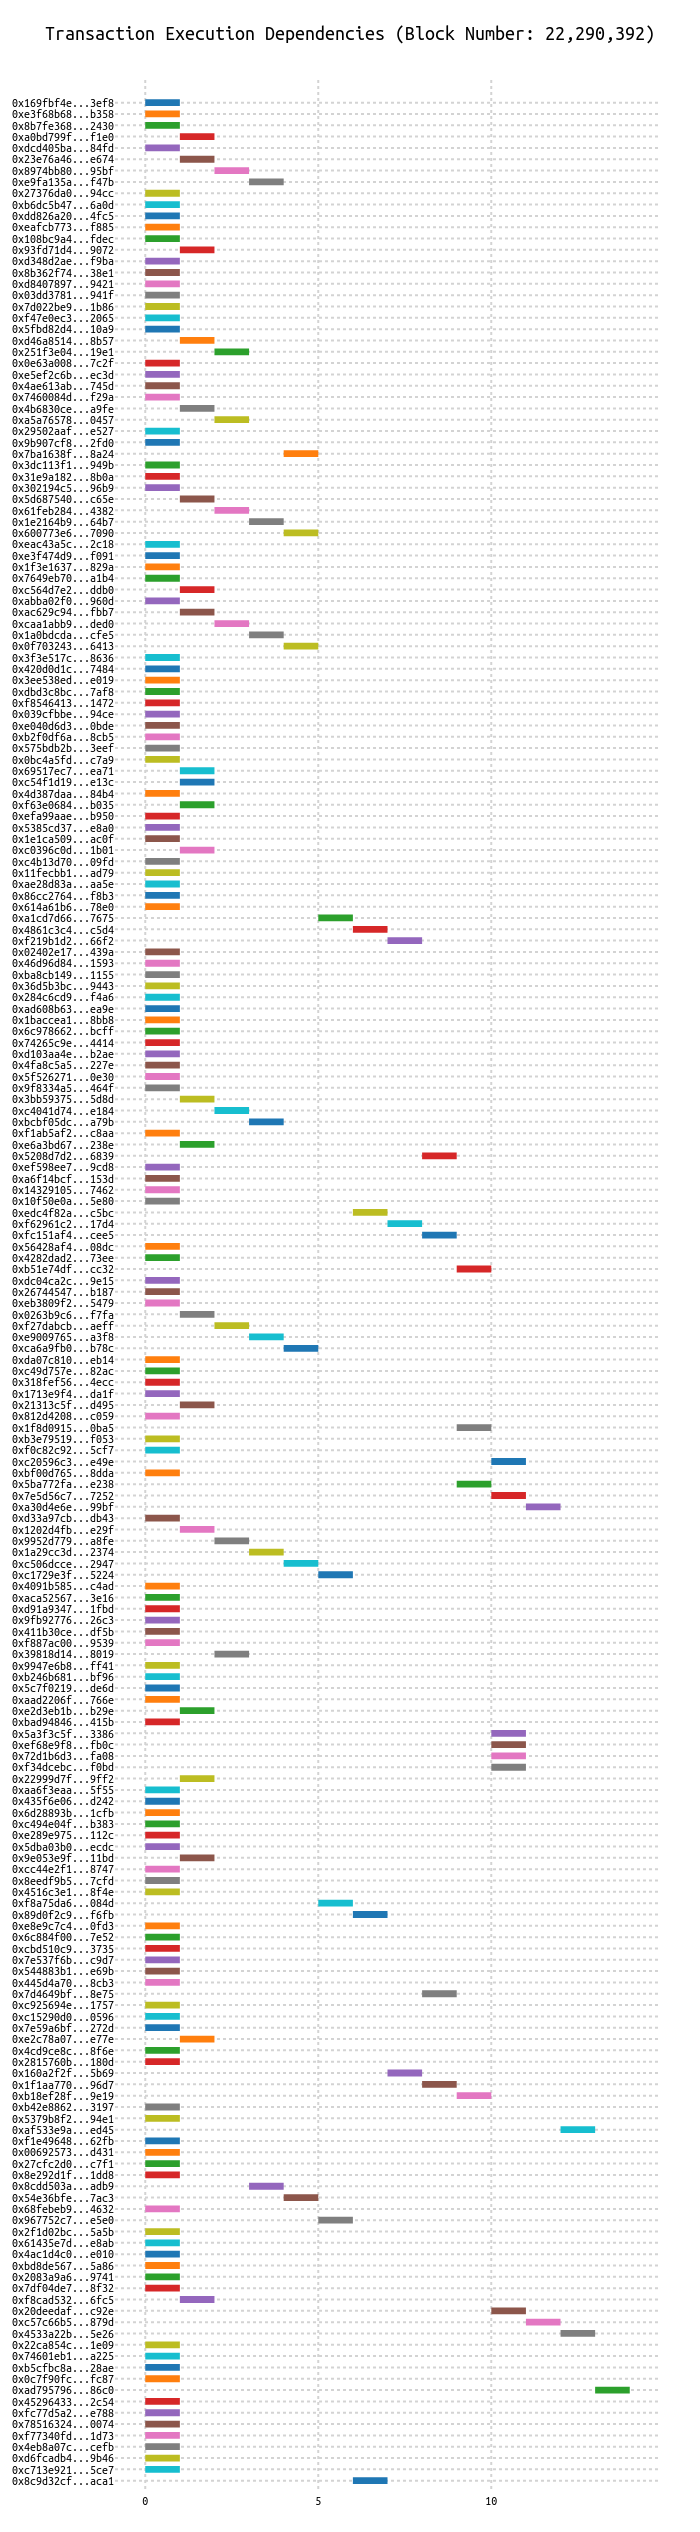 Transaction Execution Dependencies (Block Number: 22,290,392)
0x169fbf4e...3ef8
0xe3f68b68...b358
0x8b7fe368...2430
0xa0bd799f...f1e0
0xdcd405ba...84fd
0x23e76a46...e674
0x8974bb80...95bf
0xe9fa135a...f47b
0x27376da0...94cc
0xb6dc5b47...6a0d
0xdd826a20...4fc5
0xeafcb773...f885
0x108bc9a4...fdec
0x93fd71d4...9072
0xd348d2ae...f9ba
0x8b362f74...38e1
0xd8407897...9421
0x03dd3781...941f
0x7d022be9...1b86
0xf47e0ec3...2065
0x5fbd82d4...10a9
0xd46a8514...8b57
0x251f3e04...19e1
0x0e63a008...7c2f
0xe5ef2c6b...ec3d
0x4ae613ab...745d
0x7460084d...f29a
0x4b6830ce...a9fe
0xa5a76578...0457
0x29502aaf...e527
0x9b907cf8...2fd0
0x7ba1638f...8a24
0x3dc113f1...949b
0x31e9a182...8b0a
0x302194c5...96b9
0x5d687540...c65e
0x61feb284...4382
0x1e2164b9...64b7
0x600773e6...7090
0xeac43a5c...2c18
0xe3f474d9...f091
0x1f3e1637...829a
0x7649eb70...a1b4
0xc564d7e2...ddb0
0xabba02f0...960d
0xac629c94...fbb7
0xcaa1abb9...ded0
0x1a0bdcda...cfe5
0x0f703243...6413
0x3f3e517c...8636
0x420d0d1c...7484
0x3ee538ed...e019
0xdbd3c8bc...7af8
0xf8546413...1472
0x039cfbbe...94ce
0xe040d6d3...0bde
0xb2f0df6a...8cb5
0x575bdb2b...3eef
0x0bc4a5fd...c7a9
0x69517ec7...ea71
0xc54f1d19...e13c
0x4d387daa...84b4
0xf63e0684...b035
0xefa99aae...b950
0x5385cd37...e8a0
0x1e1ca509...ac0f
0xc0396c0d...1b01
0xc4b13d70...09fd
0x11fecbb1...ad79
0xae28d83a...aa5e
0x86cc2764...f8b3
0x614a61b6...78e0
0xa1cd7d66...7675
0x4861c3c4...c5d4
0xf219b1d2...66f2
0x02402e17...439a
0x46d96d84...1593
0xba8cb149...1155
0x36d5b3bc...9443
0x284c6cd9...f4a6
0xad608b63...ea9e
0x1baccea1...8bb8
0x6c978662...bcff
0x74265c9e...4414
0xd103aa4e...b2ae
0x4fa8c5a5...227e
0x5f526271...0e30
0x9f8334a5...464f
0x3bb59375...5d8d
0xc4041d74...e184
0xbcbf05dc...a79b
0xf1ab5af2...c8aa
0xe6a3bd67...238e
0x5208d7d2...6839
0xef598ee7...9cd8
0xa6f14bcf...153d
0x14329105...7462
0x10f50e0a...5e80
0xedc4f82a...c5bc
0xf62961c2...17d4
0xfc151af4...cee5
0x56428af4...08dc
0x4282dad2...73ee
0xb51e74df...cc32
0xdc04ca2c...9e15
0x26744547...b187
0xeb3809f2...5479
0x0263b9c6...f7fa
0xf27dabcb...aeff
0xe9009765...a3f8
0xca6a9fb0...b78c
0xda07c810...eb14
0xc49d757e...82ac
0x318fef56...4ecc
0x1713e9f4...da1f
0x21313c5f...d495
0x812d4208...c059
0x1f8d0915...0ba5
0xb3e79519...f053
0xf0c82c92...5cf7
0xc20596c3...e49e
0xbf00d765...8dda
0x5ba772fa...e238
0x7e5d56c7...7252
0xa30d4e6e...99bf
0xd33a97cb...db43
0x1202d4fb...e29f
0x9952d779...a8fe
0x1a29cc3d...2374
0xc506dcce...2947
0xc1729e3f...5224
0x4091b585...c4ad
0xaca52567...3e16
0xd91a9347...1fbd
0x9fb92776...26c3
0x411b30ce...df5b
0xf887ac00...9539
0x39818d14...8019
0x9947e6b8...ff41
0xb246b681...bf96
0x5c7f0219...de6d
0xaad2206f...766e
0xe2d3eb1b...b29e
0xbad94846...415b
0x5a3f3c5f...3386
0xef68e9f8...fb0c
0x72d1b6d3...fa08
0xf34dcebc...f0bd
0x22999d7f...9ff2
0xaa6f3eaa...5f55
0x435f6e06...d242
0x6d28893b...1cfb
0xc494e04f...b383
0xe289e975...112c
0x5dba03b0...ecdc
0x9e053e9f...11bd
0xcc44e2f1...8747
0x8eedf9b5...7cfd
0x4516c3e1...8f4e
0xf8a75da6...084d
0x89d0f2c9...f6fb
0xe8e9c7c4...0fd3
0x6c884f00...7e52
0xcbd510c9...3735
0x7e537f6b...c9d7
0x544883b1...e69b
0x445d4a70...8cb3
0x7d4649bf...8e75
0xc925694e...1757
0xc15290d0...0596
0x7e59a6bf...272d
0xe2c78a07...e77e
0x4cd9ce8c...8f6e
0x2815760b...180d
0x160a2f2f...5b69
0x1f1aa770...96d7
0xb18ef28f...9e19
0xb42e8862...3197
0x5379b8f2...94e1
0xaf533e9a...ed45
0xf1e49648...62fb
0x00692573...d431
0x27cfc2d0...c7f1
0x8e292d1f...1dd8
0x8cdd503a...adb9
0x54e36bfe...7ac3
0x68febeb9...4632
0x967752c7...e5e0
0x2f1d02bc...5a5b
0x61435e7d...e8ab
0x4ac1d4c0...e010
0xbd8de567...5a86
0x2083a9a6...9741
0x7df04de7...8f32
0xf8cad532...6fc5
0x20deedaf...c92e
0xc57c66b5...879d
0x4533a22b...5e26
0x22ca854c...1e09
0x74601eb1...a225
0xb5cfbc8a...28ae
0x0c7f90fc...fc87
0xad795796...86c0
0x45296433...2c54
0xfc77d5a2...e788
0x78516324...0074
0xf77340fd...1d73
0x4eb8a07c...cefb
0xd6fcadb4...9b46
0xc713e921...5ce7
0x8c9d32cf...aca1
0 5 10